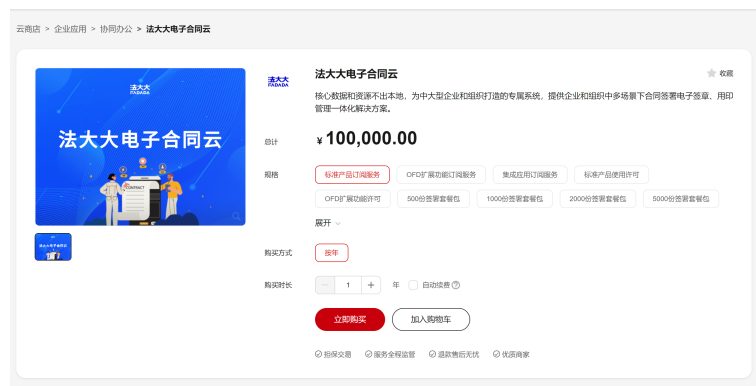 云商店 > 企业应用 > 协同办公 > 法大大电子合同云
法大大
FADADA
法大大电子合同云
CONTRACT
法大大电子合同云
法大大
FADADA
法大大电子合同云
收藏
核心数据和资源不出本地，为中大型企业和组织打造的专属系统，提供企业和组织中多场景下合同签署电子签章、用印
管理一体化解决方案。
总计
¥100,000.00
规格
标准产品订阅服务 OFD扩展功能订阅服务 集成应用订阅服务 标准产品使用许可
OFD扩展功能许可 500份签署套餐包 1000份签署套餐包 2000份签署套餐包 5000份签署套餐包
展开
购买方式
按年
购买时长
− 1 + 年 自动续费 ?
立即购买 加入购物车
担保交易 服务全程监管 退款售后无忧 优质商家